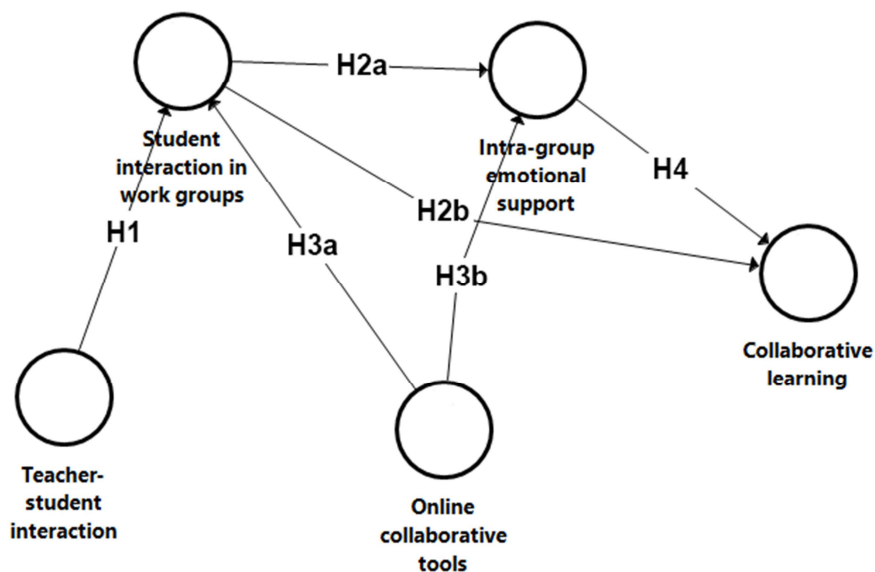 H2a
Student
interaction in
work groups
Intra-group
emotional
support
H4
H2b
H1
H3a
H3b
Collaborative
learning
Teacher-
student
interaction
Online
collaborative
tools